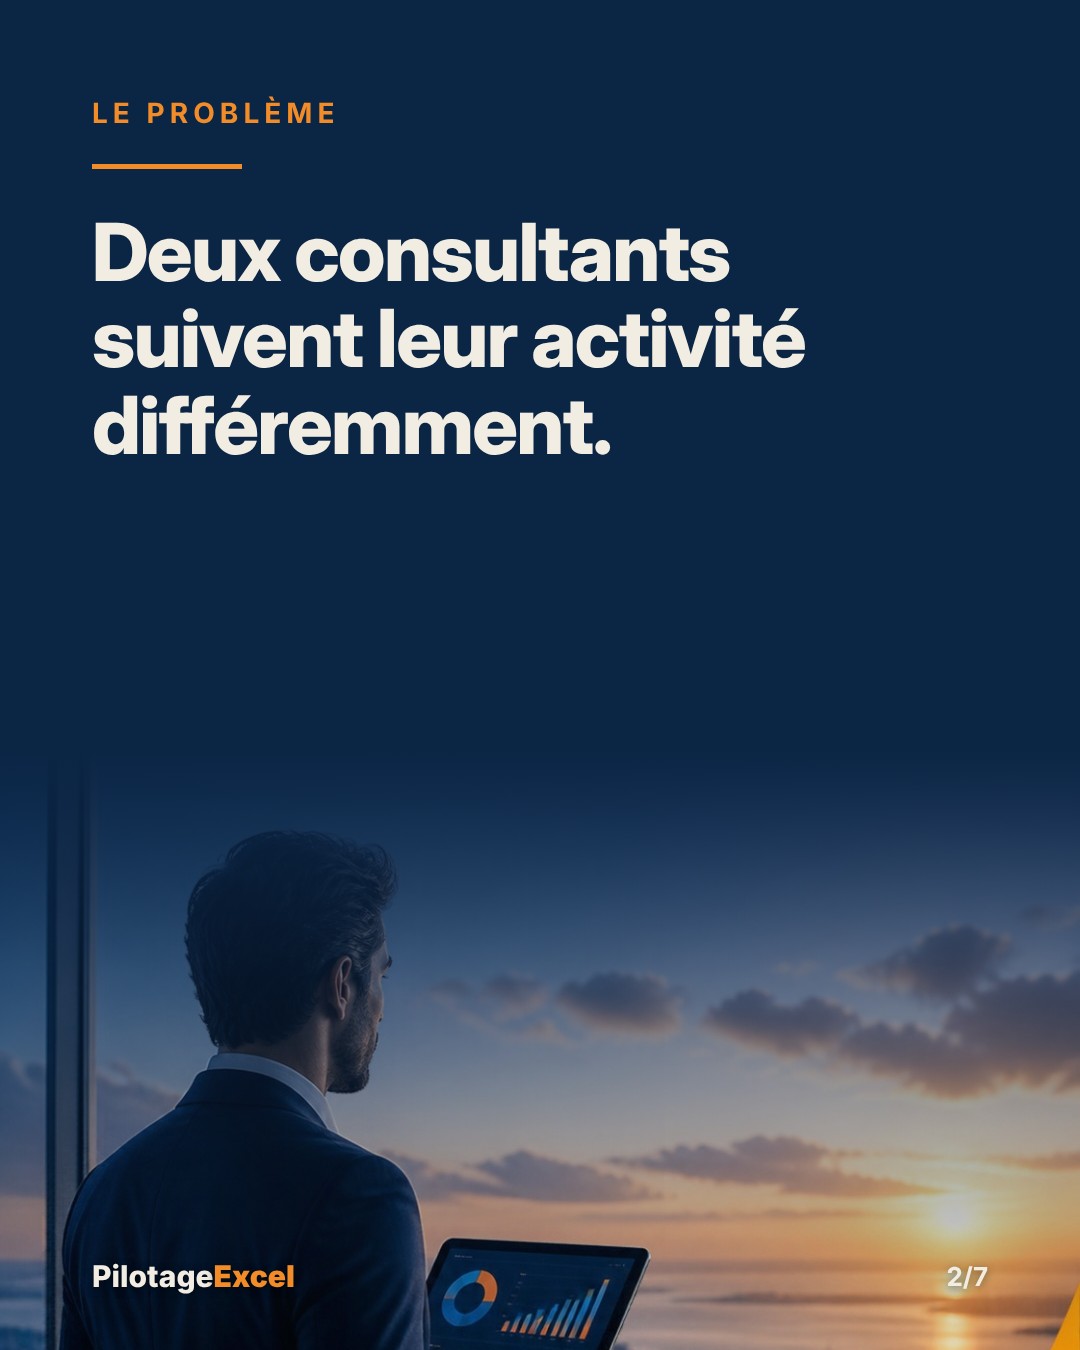 LE PROBLÈME
Deux consultants
suivent leur activité
différemment.
PilotageExcel
2/7